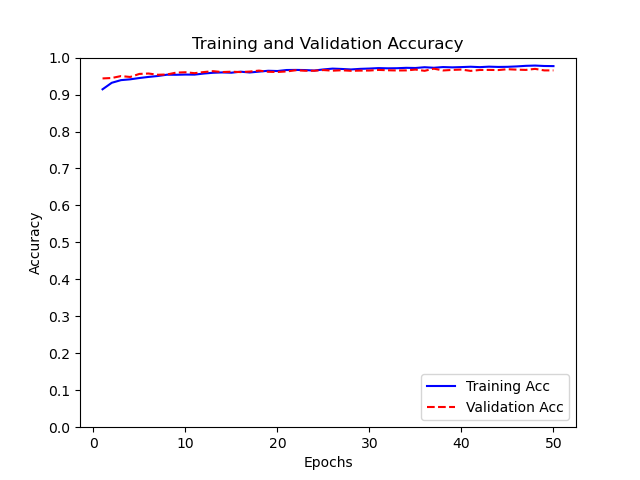 Training and Validation Accuracy
1.0
0.9
0.8
0.7
0.6
0.5
0.4
0.3
0.2
0.1
0.0
Accuracy
0 10 20 30 40 50
Epochs
Training Acc
Validation Acc